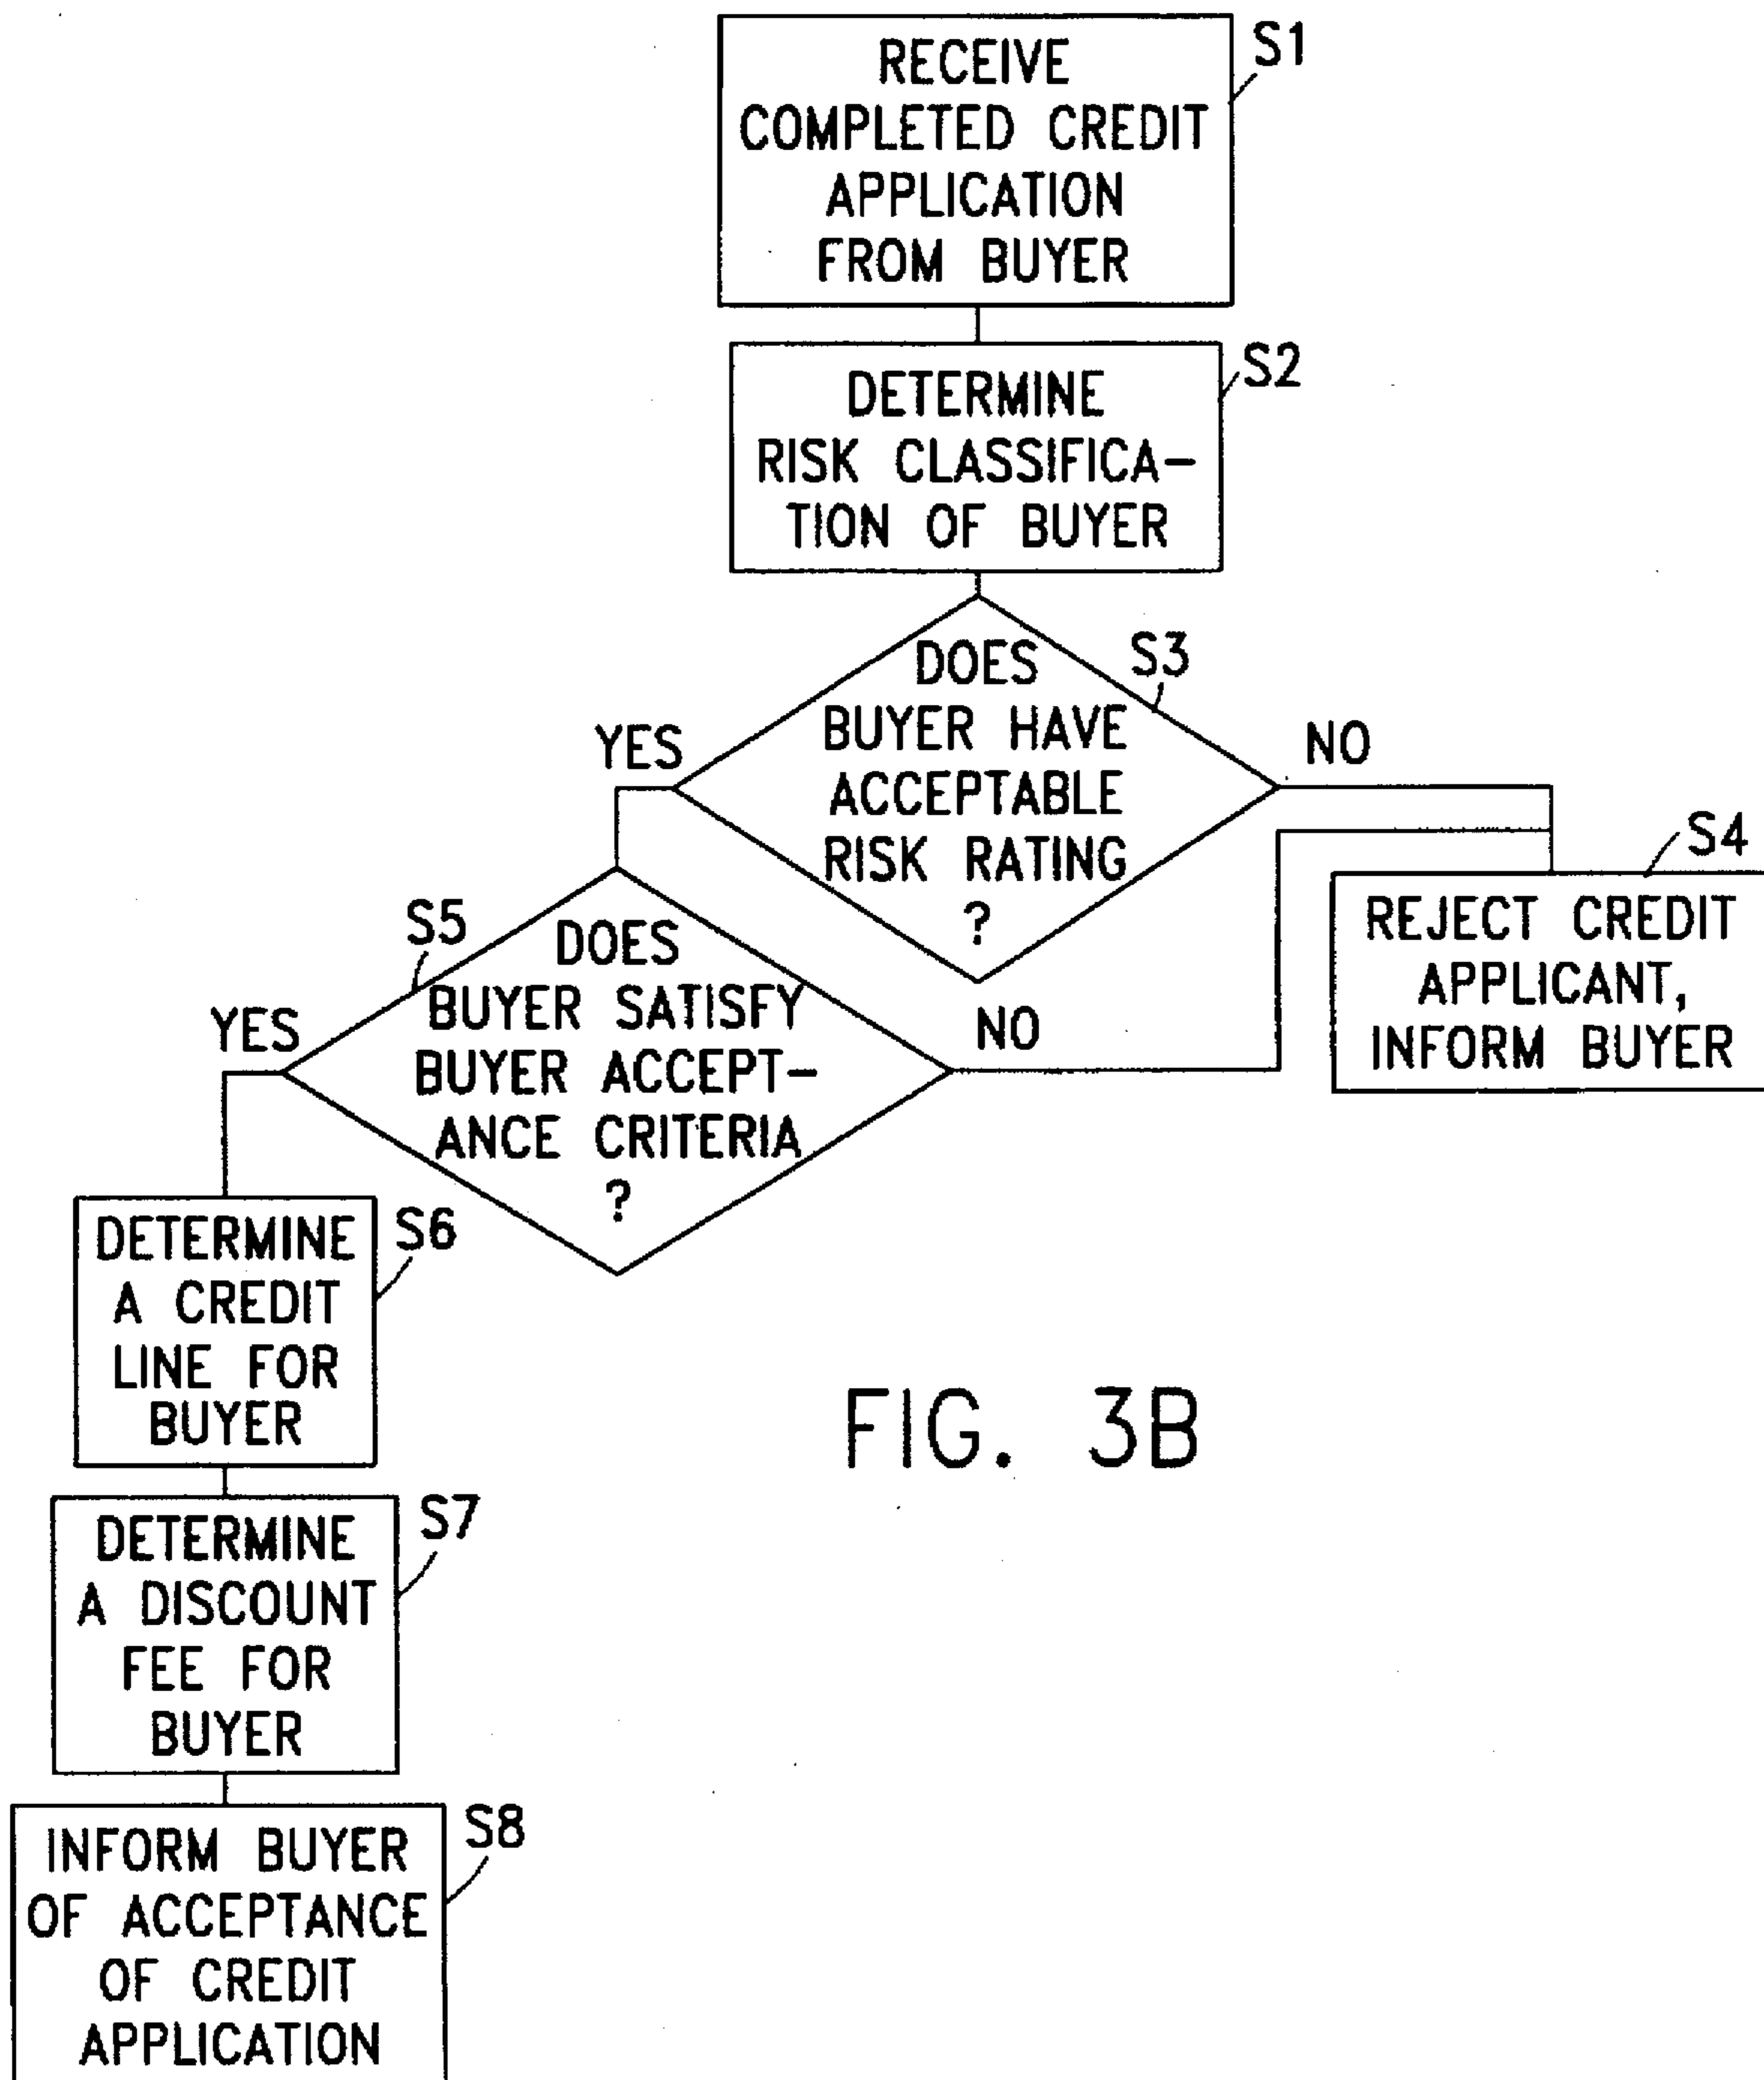 RECEIVE
COMPLETED CREDIT
APPLICATION
FROM BUYER
S1
DETERMINE
RISK CLASSIFICA-
TION OF BUYER
S2
DOES
BUYER HAVE
ACCEPTABLE
RISK RATING
?
S3
YES
NO
REJECT CREDIT
APPLICANT,
INFORM BUYER
S4
DOES
BUYER SATISFY
BUYER ACCEPT-
ANCE CRITERIA
?
S5
YES
NO
DETERMINE
A CREDIT
LINE FOR
BUYER
S6
DETERMINE
A DISCOUNT
FEE FOR
BUYER
S7
INFORM BUYER
OF ACCEPTANCE
OF CREDIT
APPLICATION
S8
FIG. 3B